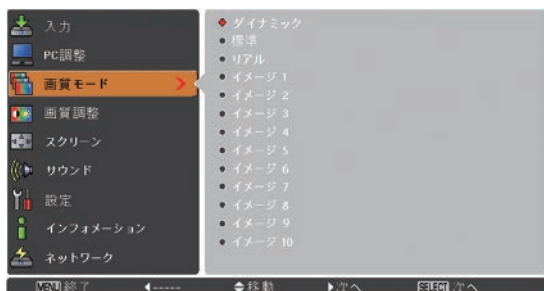 入力
PC調整
画質モード
画質調整
スクリーン
サウンド
設定
インフォメーション
ネットワーク
ダイナミック
標準
リアル
イメージ 1
イメージ 2
イメージ 3
イメージ 4
イメージ 5
イメージ 6
イメージ 7
イメージ 8
イメージ 9
イメージ 10
MENU 終了 ◀----- 移動 ▶次へ SELECT 次へ